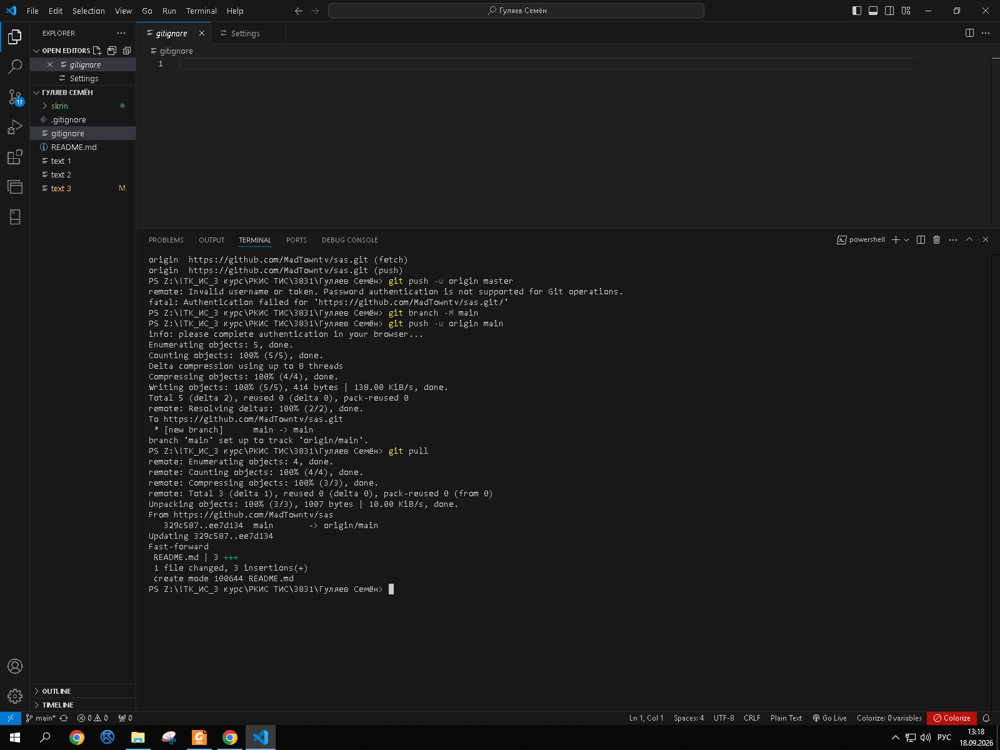 File Edit Selection View Go Run Terminal Help
Гуляев Семён
EXPLORER
OPEN EDITORS
gitignore
Settings
ГУЛЯЕВ СЕМЁН
skrin
.gitignore
gitignore
README.md
text 1
text 2
text 3 M
13
OUTLINE
TIMELINE
gitignore
Settings
gitignore
1
PROBLEMS OUTPUT TERMINAL PORTS DEBUG CONSOLE
powershell
origin  https://github.com/MadTowntv/sas.git (fetch)
origin  https://github.com/MadTowntv/sas.git (push)
PS Z:\!ТК_ИС_3 курс\РКИС ТИС\3831\Гуляев Семён> git push -u origin master
remote: Invalid username or token. Password authentication is not supported for Git operations.
fatal: Authentication failed for 'https://github.com/MadTowntv/sas.git/'
PS Z:\!ТК_ИС_3 курс\РКИС ТИС\3831\Гуляев Семён> git branch -M main
PS Z:\!ТК_ИС_3 курс\РКИС ТИС\3831\Гуляев Семён> git push -u origin main
info: please complete authentication in your browser...
Enumerating objects: 5, done.
Counting objects: 100% (5/5), done.
Delta compression using up to 8 threads
Compressing objects: 100% (4/4), done.
Writing objects: 100% (5/5), 414 bytes | 138.00 KiB/s, done.
Total 5 (delta 2), reused 0 (delta 0), pack-reused 0
remote: Resolving deltas: 100% (2/2), done.
To https://github.com/MadTowntv/sas.git
 * [new branch]      main -> main
branch 'main' set up to track 'origin/main'.
PS Z:\!ТК_ИС_3 курс\РКИС ТИС\3831\Гуляев Семён> git pull
remote: Enumerating objects: 4, done.
remote: Counting objects: 100% (4/4), done.
remote: Compressing objects: 100% (3/3), done.
remote: Total 3 (delta 1), reused 0 (delta 0), pack-reused 0 (from 0)
Unpacking objects: 100% (3/3), 1007 bytes | 10.00 KiB/s, done.
From https://github.com/MadTowntv/sas
   329c587..ee7d134  main       -> origin/main
Updating 329c587..ee7d134
Fast-forward
 README.md | 3 +++
 1 file changed, 3 insertions(+)
 create mode 100644 README.md
PS Z:\!ТК_ИС_3 курс\РКИС ТИС\3831\Гуляев Семён>
main* 0 0 0
Ln 1, Col 1 Spaces: 4 UTF-8 CRLF Plain Text Go Live Colorize: 0 variables Colorize
PDF
РУС
13:18
18.09.2026